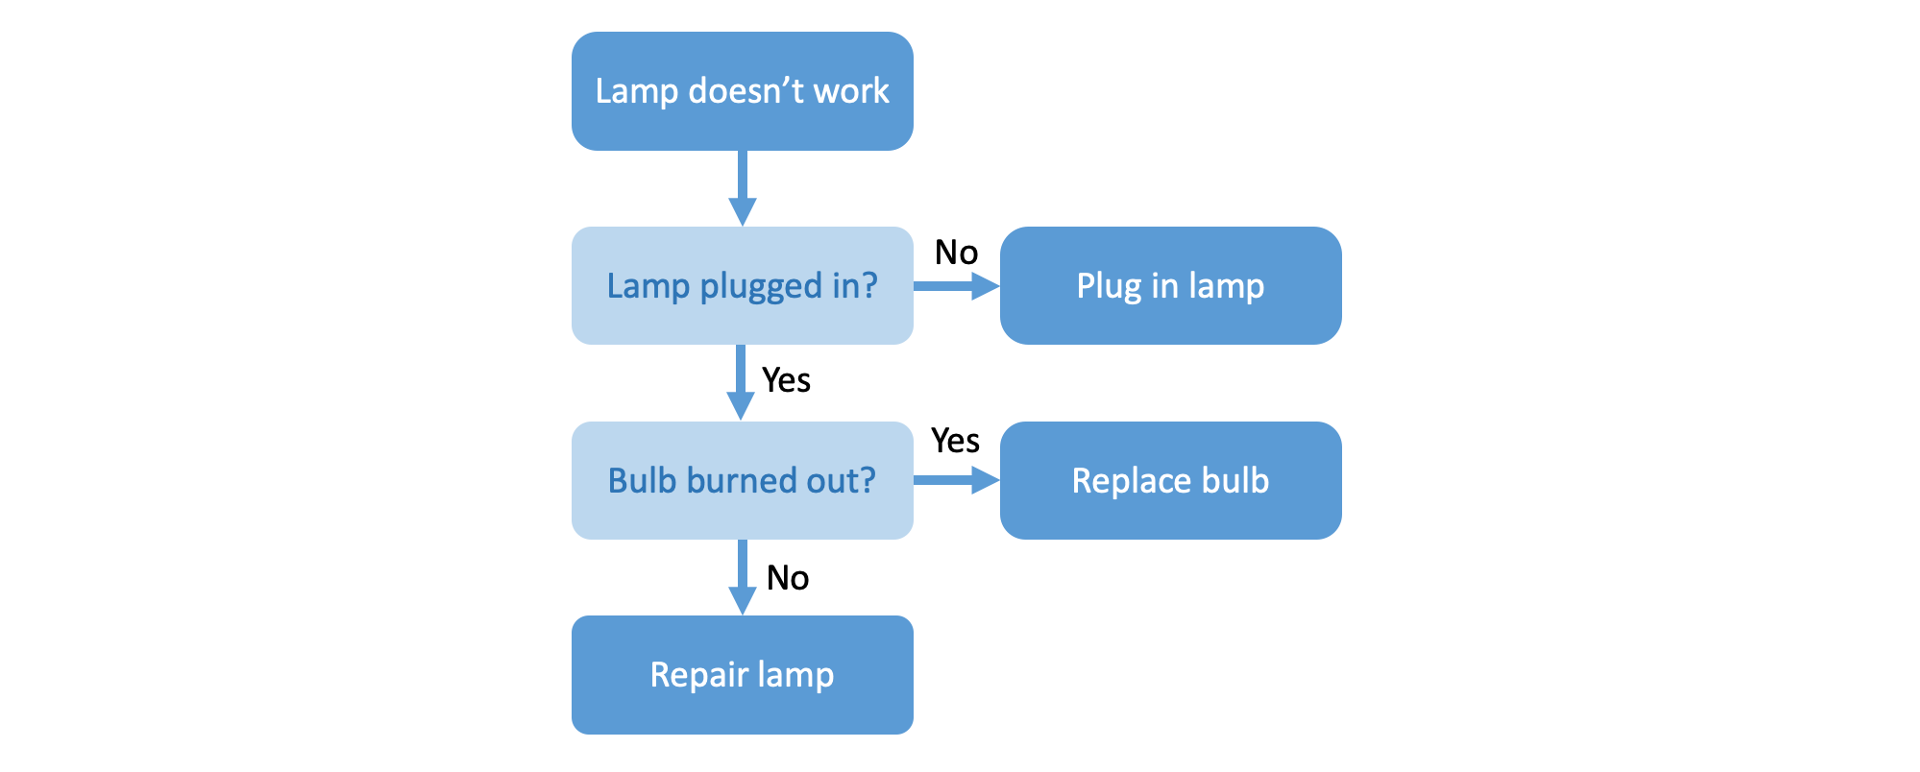 Lamp doesn’t work
Lamp plugged in?
No
Plug in lamp
Yes
Bulb burned out?
Yes
Replace bulb
No
Repair lamp